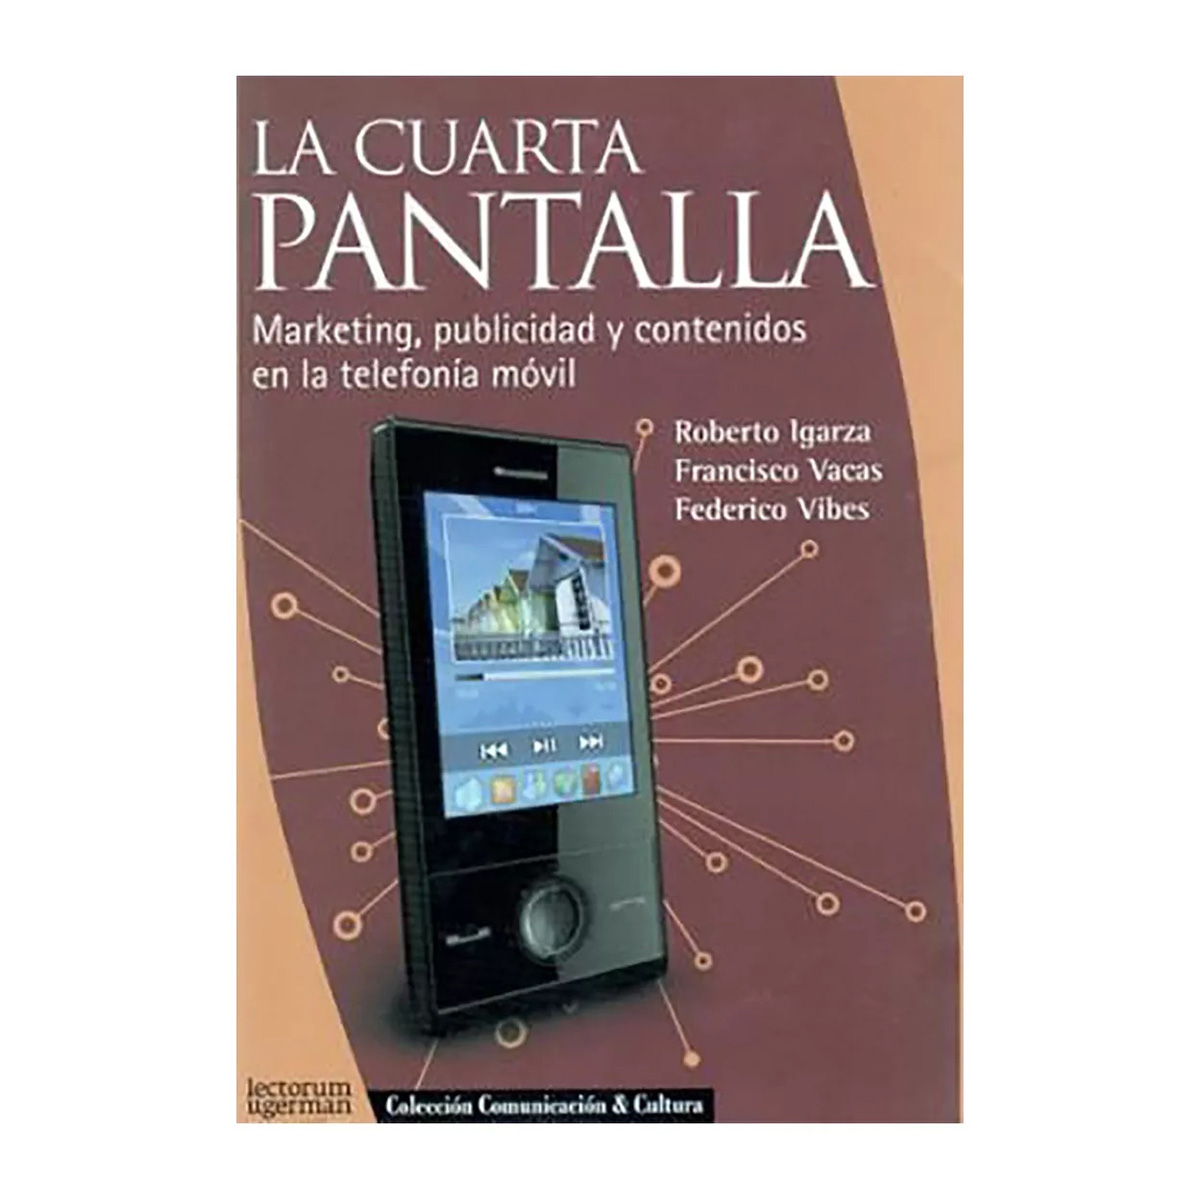 LA CUARTA
PANTALLA
Marketing, publicidad y contenidos
en la telefonía móvil
Roberto Igarza
Francisco Vacas
Federico Vibes
lectorum
ugerman
Colección Comunicación & Cultura